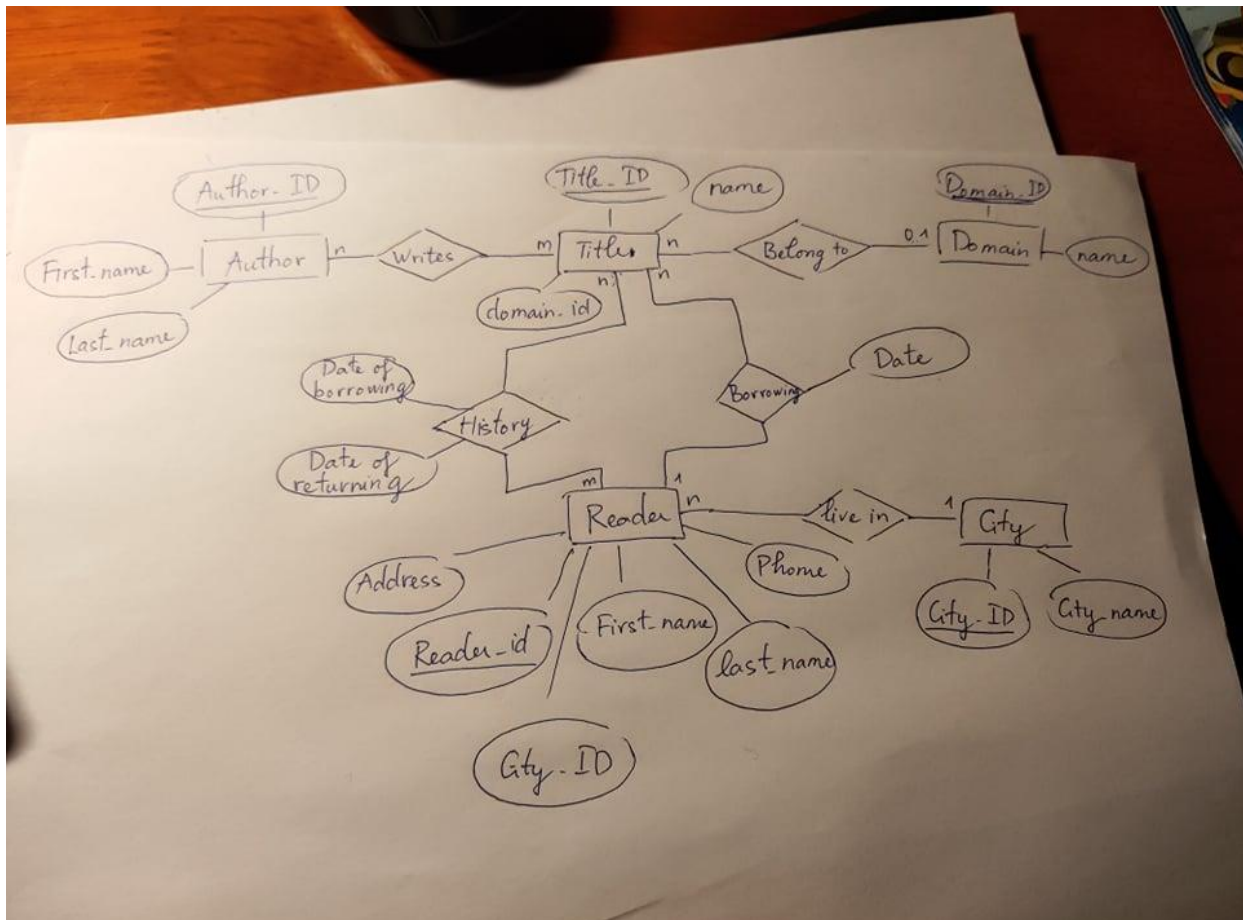 Author_ID
Title_ID
name
Domain_ID
First_name
Author
n
Writes
m
Title
n
Belong to
0.1
Domain
name
Last_name
domain_id
n
n
Date of
borrowing
History
Date of
returning
Borrowing
Date
m
1
Reader
n
live in
1
City
Address
Reader_id
First_name
last_name
Phome
City_ID
City_name
City_ID